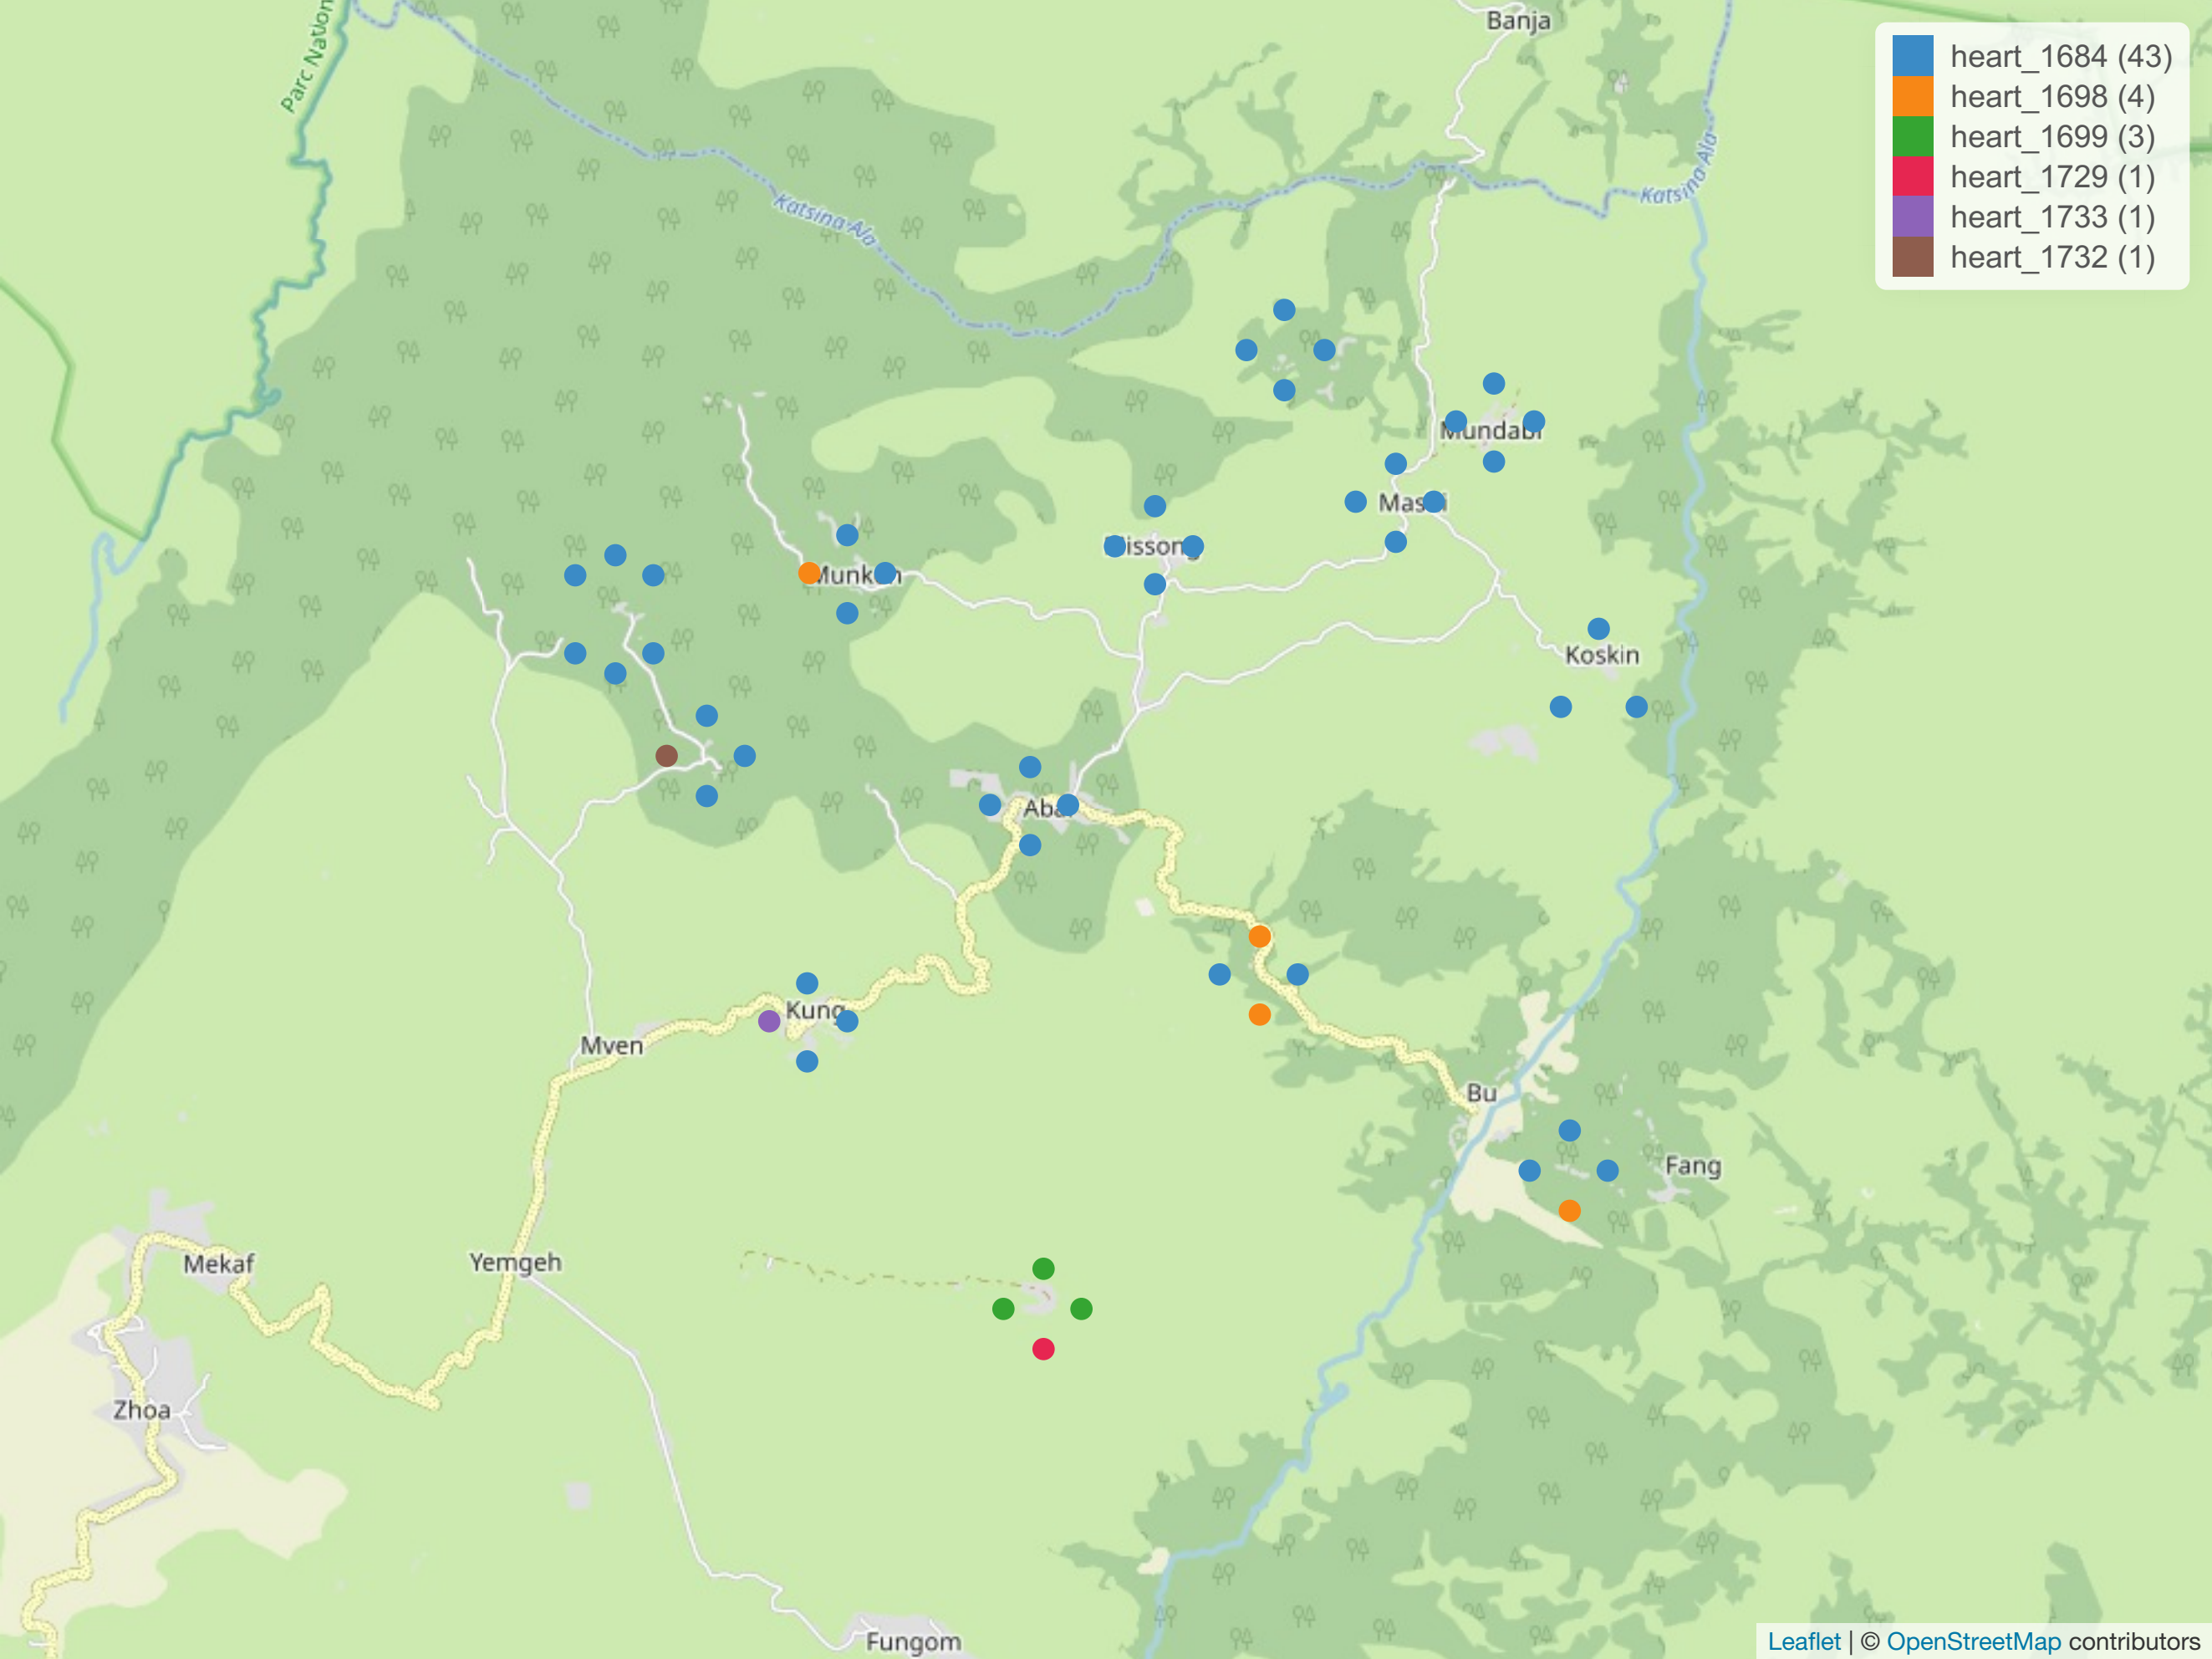 Banja
Parc Nation
heart_1684 (43)
heart_1698 (4)
heart_1699 (3)
heart_1729 (1)
heart_1733 (1)
heart_1732 (1)
Katsina Ala
Katsina Ala
Mundabi
Koskin
Kung
Mven
Bu
Fang
Mekaf
Yemgeh
Zhoa
Fungom
Leaflet | © OpenStreetMap contributors